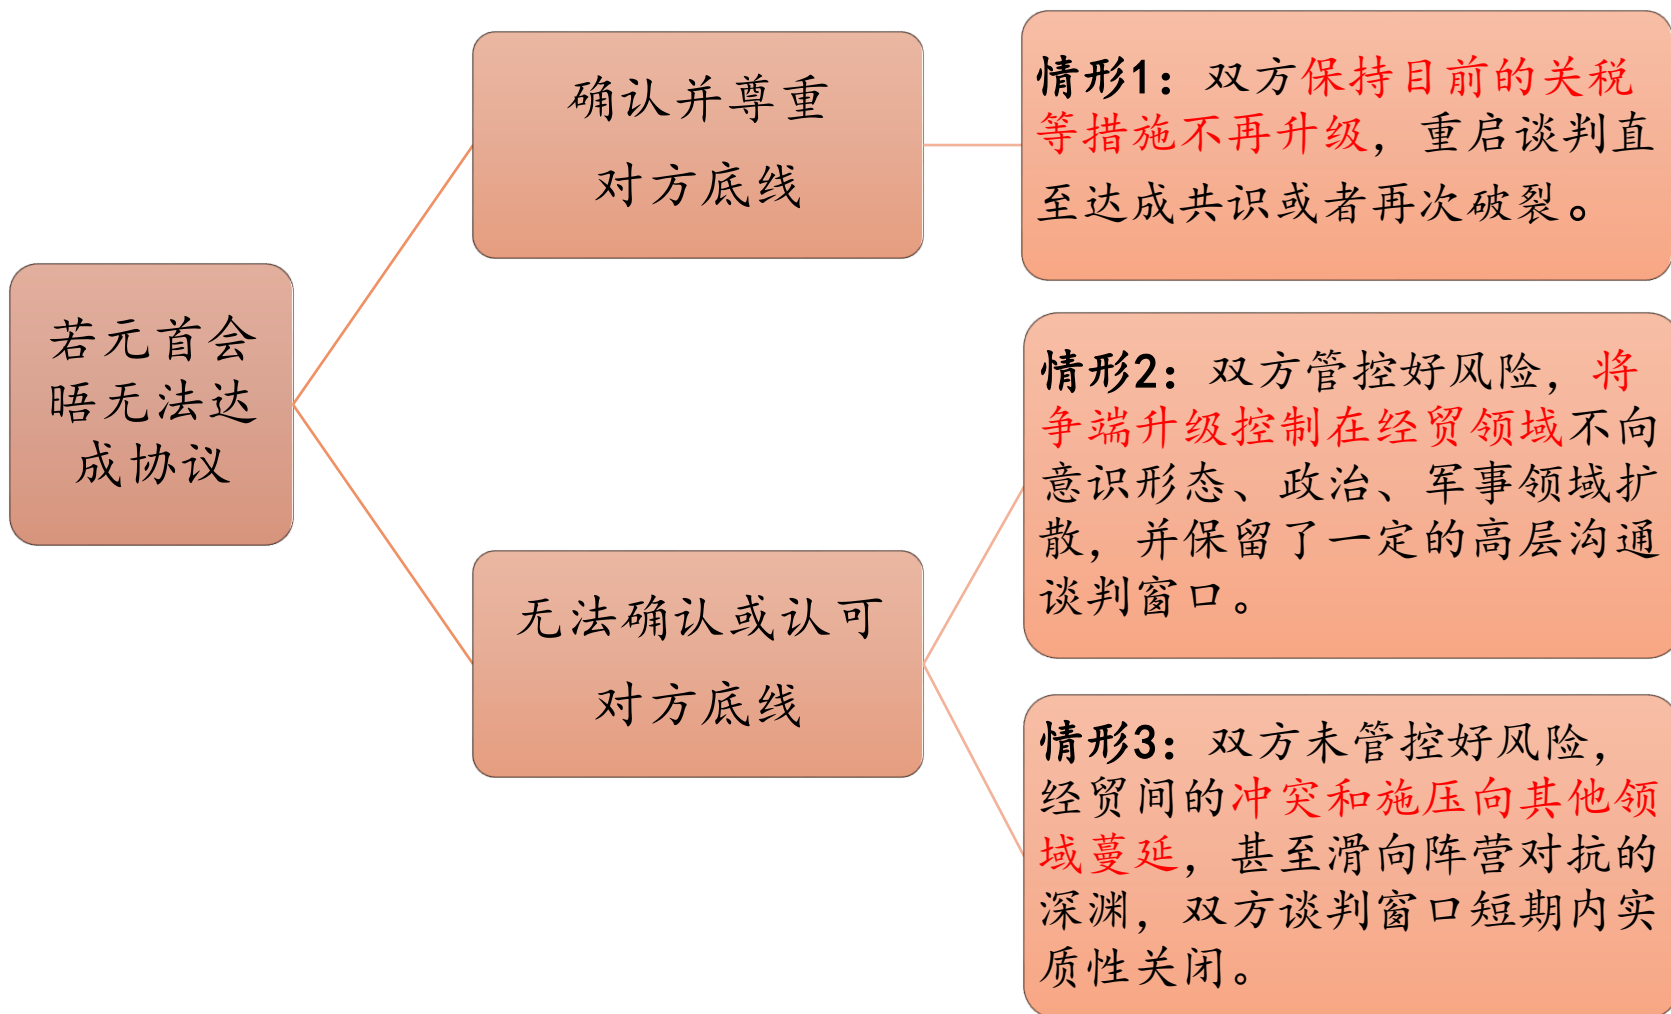 若元首会
晤无法达
成协议
确认并尊重
对方底线
情形1：双方保持目前的关税
等措施不再升级，重启谈判直
至达成共识或者再次破裂。
无法确认或认可
对方底线
情形2：双方管控好风险，将
争端升级控制在经贸领域不向
意识形态、政治、军事领域扩
散，并保留了一定的高层沟通
谈判窗口。
情形3：双方未管控好风险，
经贸间的冲突和施压向其他领
域蔓延，甚至滑向阵营对抗的
深渊，双方谈判窗口短期内实
质性关闭。